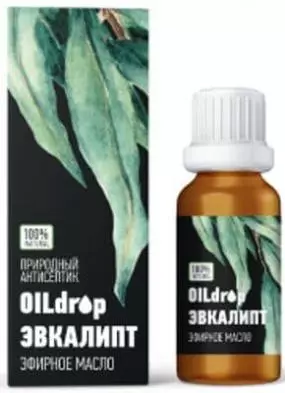 100%
NATURAL
ПРИРОДНЫЙ
АНТИСЕПТИК
OILdrop
ЭВКАЛИПТ
ЭФИРНОЕ МАСЛО
100%
NATURAL
OILdrop
ЭВКАЛИПТ
ЭФИРНОЕ МАСЛО